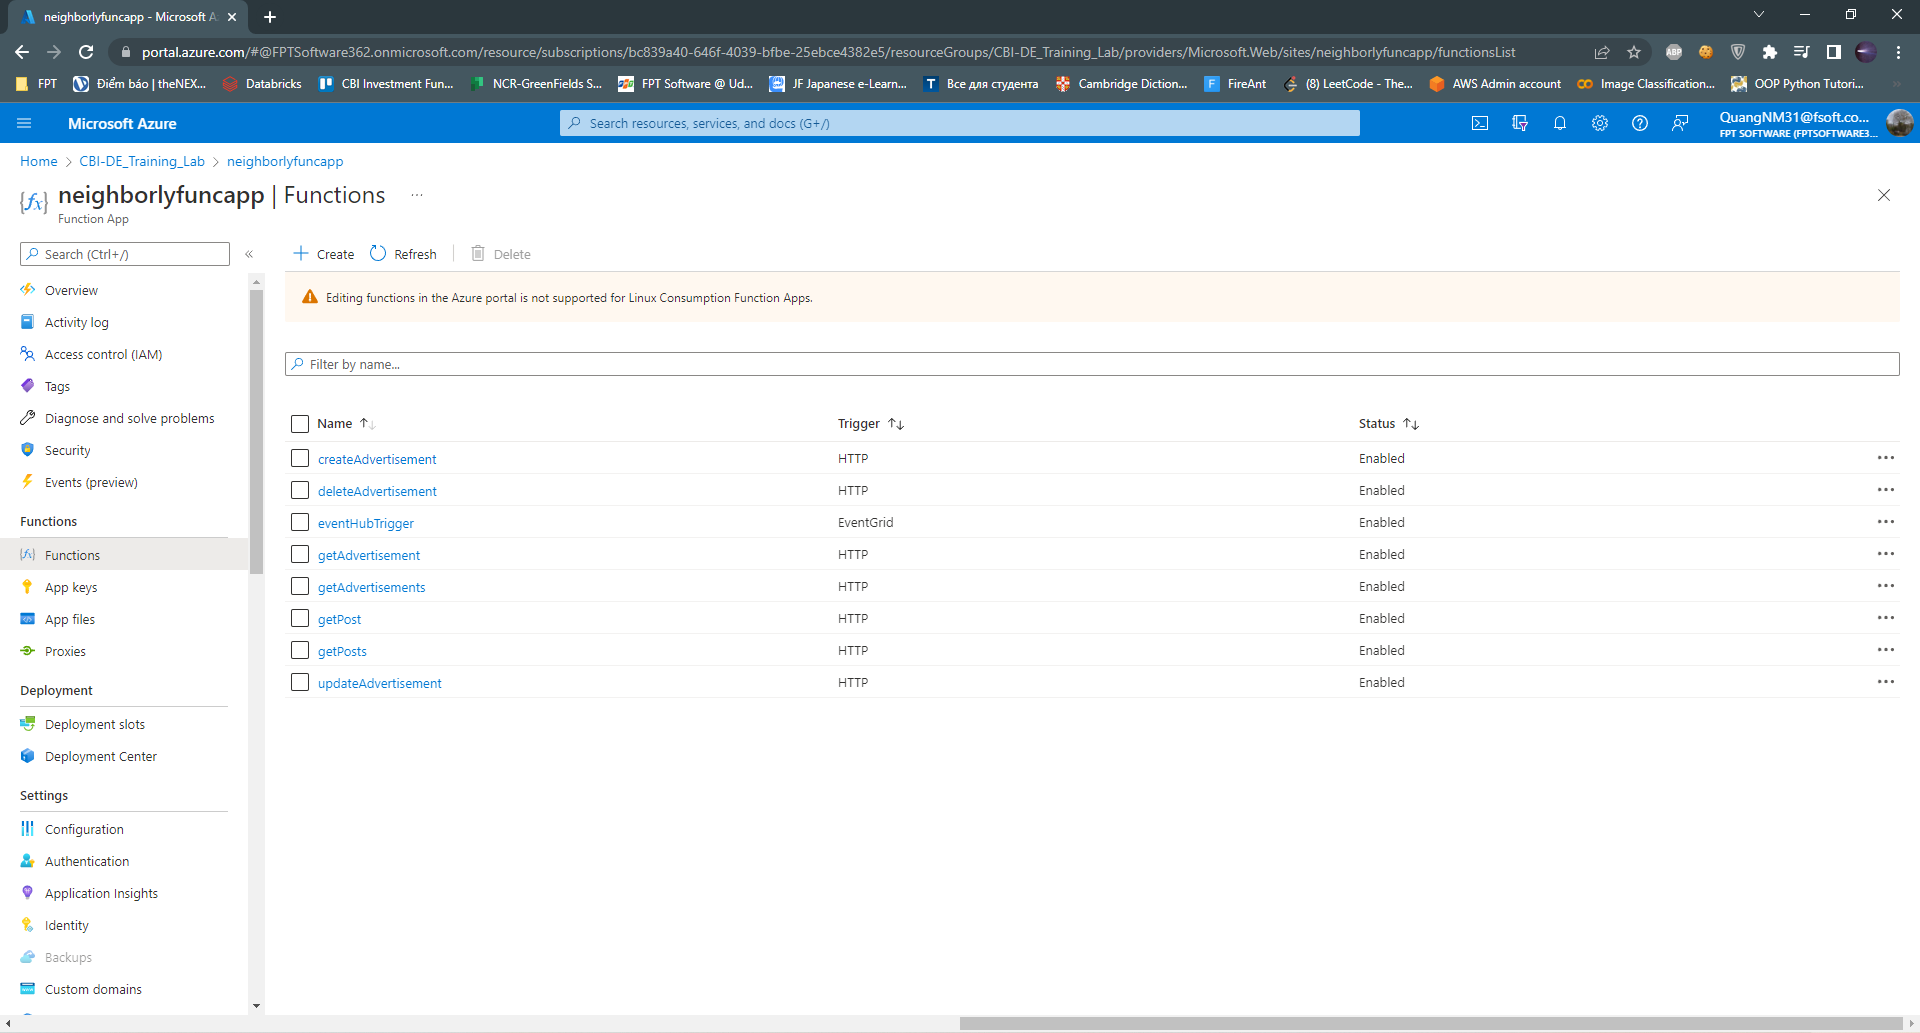 neighborlyfuncapp - Microsoft A
portal.azure.com/#@FPTSoftware362.onmicrosoft.com/resource/subscriptions/bc839a40-646f-4039-bfbe-25ebce4382e5/resourceGroups/CBI-DE_Training_Lab/providers/Microsoft.Web/sites/neighborlyfuncapp/functionsList
ABP
FPT
Điểm báo | theNEX...
Databricks
CBI Investment Fun...
NCR-GreenFields S...
FPT Software @ Ud...
JF Japanese e-Learn...
Все для студента
Cambridge Diction...
FireAnt
(8) LeetCode - The...
AWS Admin account
Image Classification...
OOP Python Tutori...
Microsoft Azure
Search resources, services, and docs (G+/)
QuangNM31@fsoft.co...
FPT SOFTWARE (FPTSOFTWARE3...
Home > CBI-DE_Training_Lab > neighborlyfuncapp
neighborlyfuncapp | Functions ...
Function App
Search (Ctrl+/)
Overview
Activity log
Access control (IAM)
Tags
Diagnose and solve problems
Security
Events (preview)
Functions
Functions
App keys
App files
Proxies
Deployment
Deployment slots
Deployment Center
Settings
Configuration
Authentication
Application Insights
Identity
Backups
Custom domains
Create Refresh Delete
Editing functions in the Azure portal is not supported for Linux Consumption Function Apps.
Filter by name...
Name Trigger Status
createAdvertisement HTTP Enabled
deleteAdvertisement HTTP Enabled
eventHubTrigger EventGrid Enabled
getAdvertisement HTTP Enabled
getAdvertisements HTTP Enabled
getPost HTTP Enabled
getPosts HTTP Enabled
updateAdvertisement HTTP Enabled